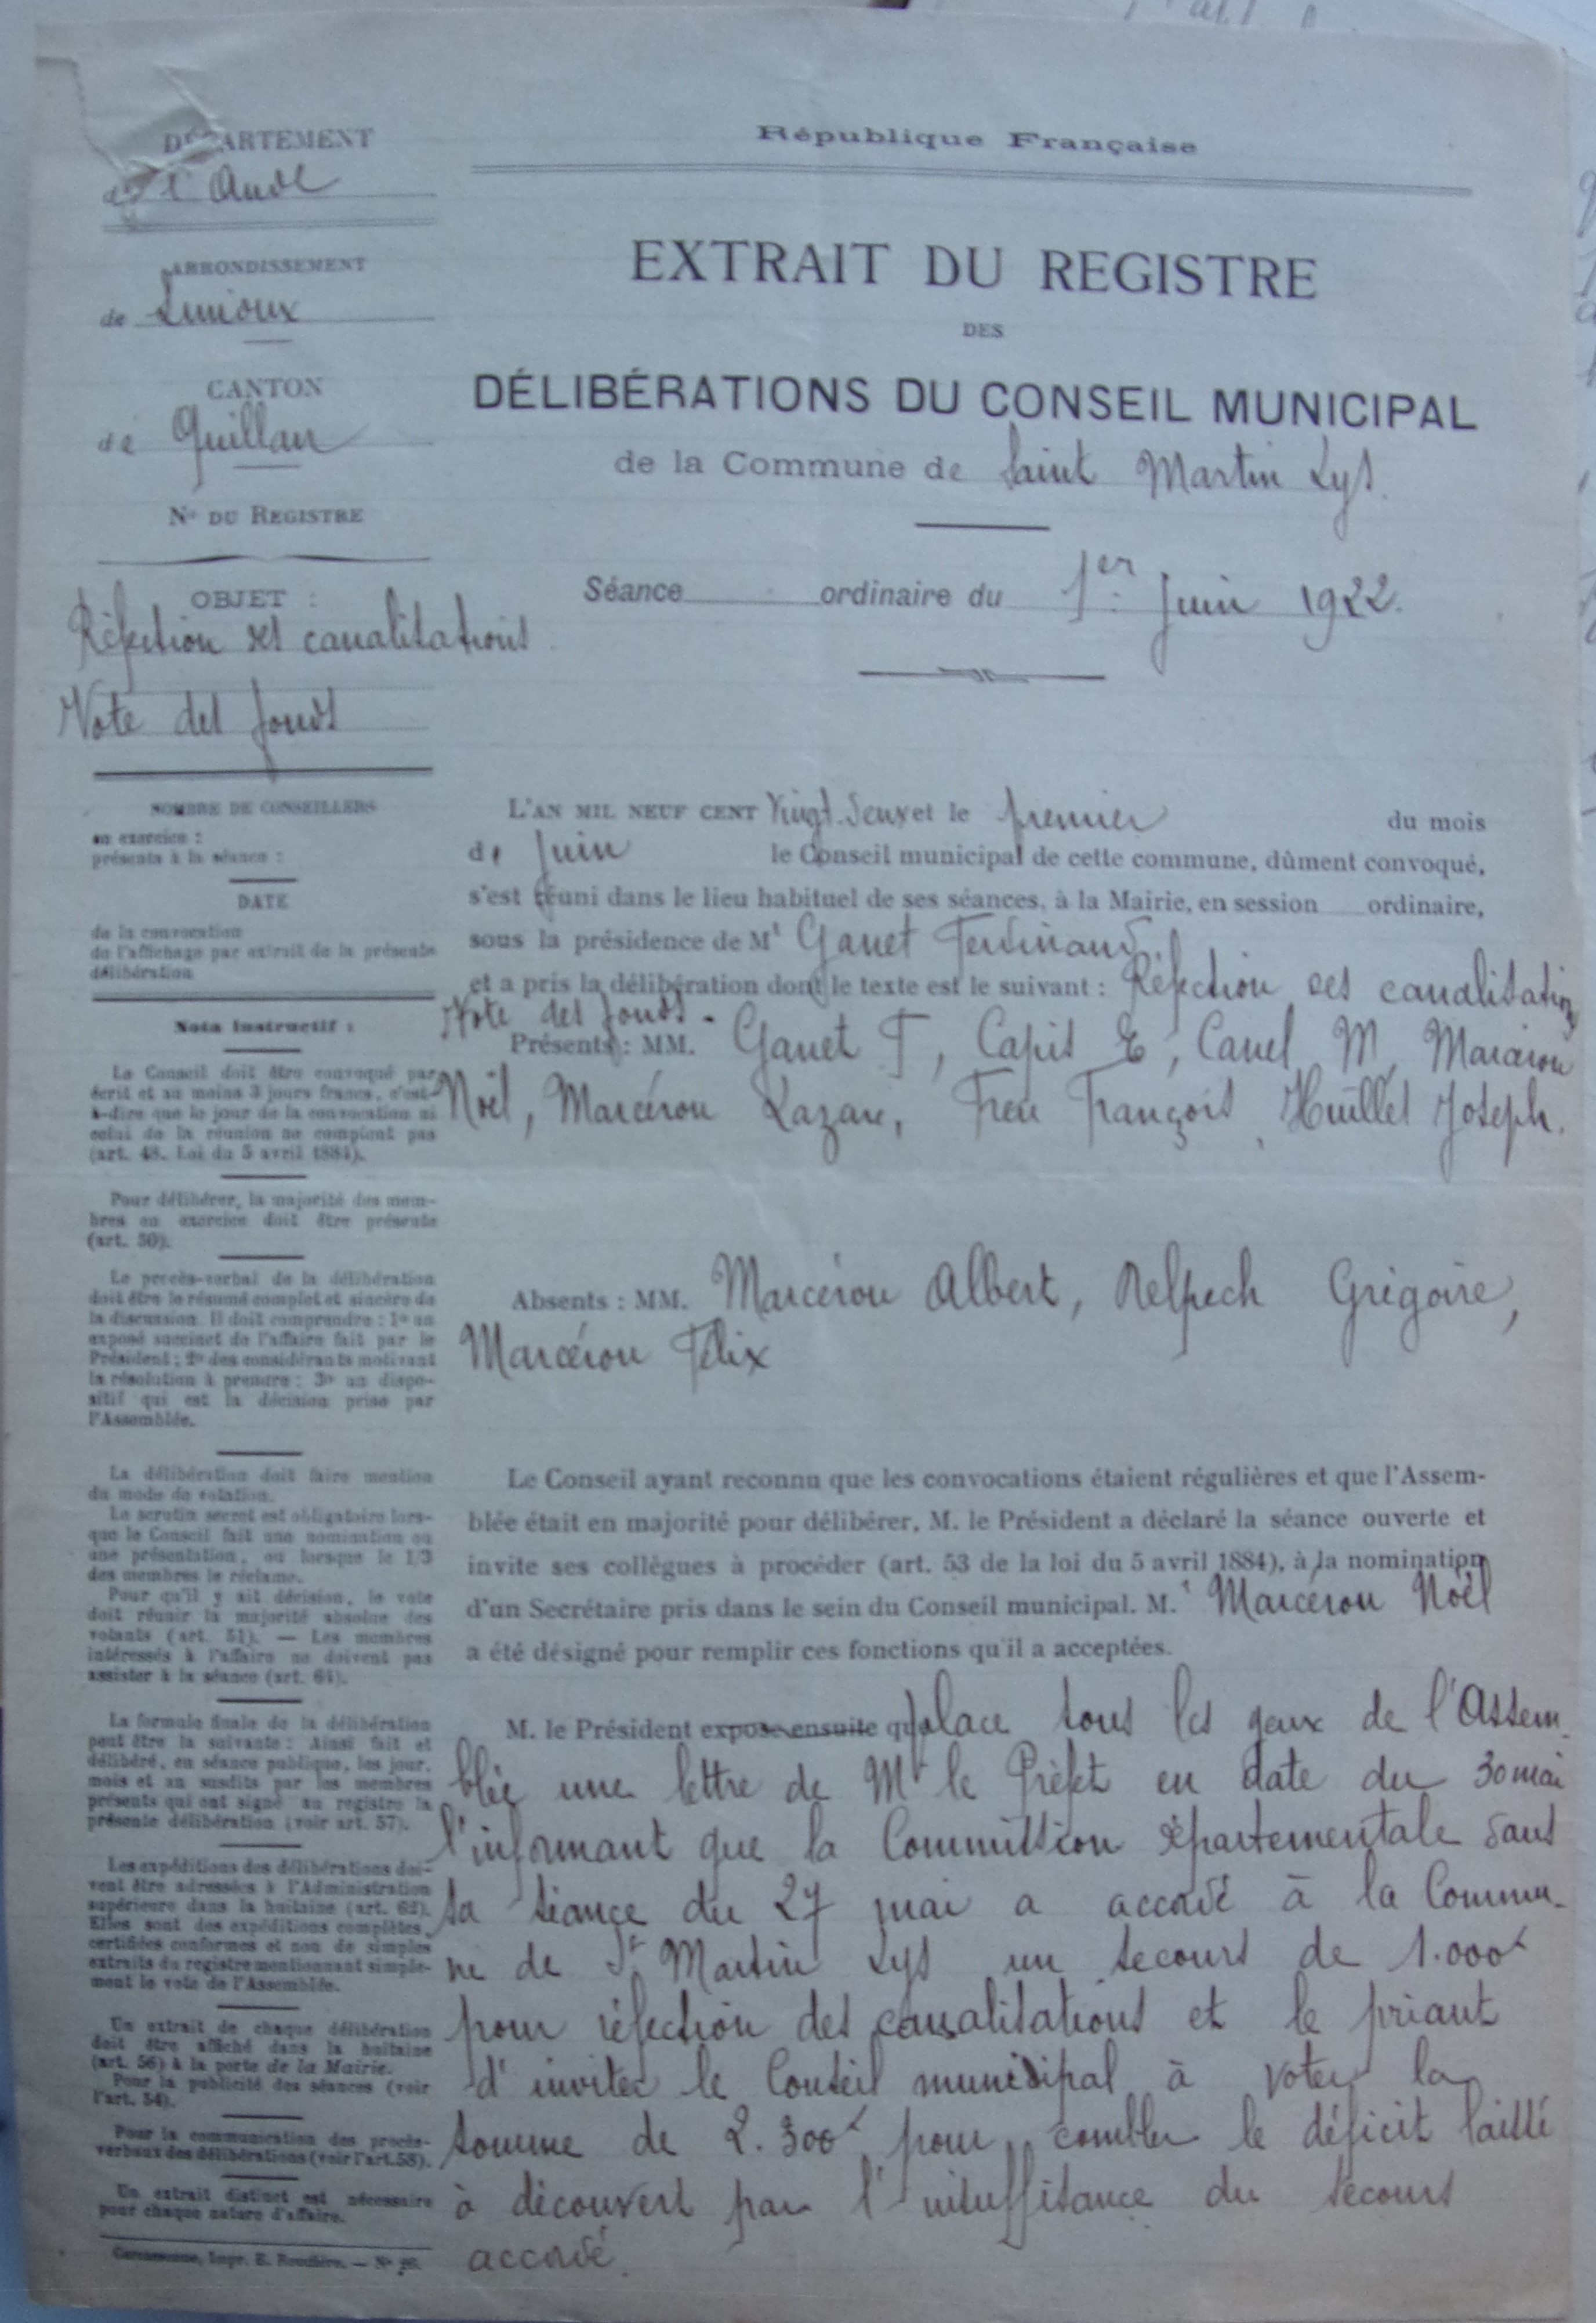 République Française
DÉPARTEMENT
de l'Aude
ARRONDISSEMENT
de Limoux
CANTON
de Quillan
N° DU REGISTRE
OBJET :
Réfection des canalisations
Vote des fonds
EXTRAIT DU REGISTRE
DES
DÉLIBÉRATIONS DU CONSEIL MUNICIPAL
de la Commune de Saint Martin Lys.
Séance ordinaire du 1er Juin 1922.
NOMBRE DE CONSEILLERS
en exercice :
présents à la séance :
DATE
de la convocation
de l'affichage par extrait de la présente
délibération
Nota instructif :
Le Conseil doit être convoqué par
écrit et au moins 3 jours francs, c'est-
à-dire que le jour de la convocation ni
celui de la réunion ne comptent pas
(art. 48. Loi du 5 avril 1884).
Pour délibérer, la majorité des mem-
bres en exercice doit être présente
(art. 50).
Le procès-verbal de la délibération
doit être le résumé complet et sincère de
la discussion. Il doit comprendre : 1° un
exposé succinct de l'affaire fait par le
Président ; 2° des considérants motivant
la résolution à prendre ; 3° un dispo-
sitif qui est la décision prise par
l'Assemblée.
La délibération doit faire mention
du mode de votation.
Le scrutin secret est obligatoire lors-
que le Conseil fait une nomination ou
une présentation, ou lorsque le 1/3
des membres le réclame.
Pour qu'il y ait décision, le vote
doit réunir la majorité absolue des
votants (art. 51). — Les membres
intéressés à l'affaire ne doivent pas
assister à la séance (art. 64).
La formule finale de la délibération
peut être la suivante : Ainsi fait et
délibéré, en séance publique, les jour,
mois et an susdits par les membres
présents qui ont signé au registre la
présente délibération (voir art. 57).
Les expéditions des délibérations doi-
vent être adressées à l'Administration
supérieure dans la huitaine (art. 62).
Elles sont des expéditions complètes,
certifiées conformes et non de simples
extraits du registre mentionnant simple-
ment le vote de l'Assemblée.
Un extrait de chaque délibération
doit être affiché dans la huitaine
(art. 56) à la porte de la Mairie.
Pour la publicité des séances (voir
l'art. 54).
Pour la communication des procès-
verbaux des délibérations (voir l'art. 58).
Un extrait distinct est nécessaire
pour chaque nature d'affaire.
Carcassonne, Impr. E. Roudière. — N°
L'AN MIL NEUF CENT vingt-deux et le premier du mois
de Juin le Conseil municipal de cette commune, dûment convoqué,
s'est réuni dans le lieu habituel de ses séances, à la Mairie, en session ordinaire,
sous la présidence de Mr Ganet Ferdinand
et a pris la délibération dont le texte est le suivant : Réfection des canalisations
Vote des fonds.
Présents : MM. Ganet F, Capis E, Canel M, Marcérou
Noël, Marcérou Lazare, François, Huillet Joseph.
Absents : MM. Marcérou Albert, Delpech Grégoire,
Marcérou Félix
Le Conseil ayant reconnu que les convocations étaient régulières et que l'Assem-
blée était en majorité pour délibérer, M. le Président a déclaré la séance ouverte et
invite ses collègues à procéder (art. 53 de la loi du 5 avril 1884), à la nomination
d'un Secrétaire pris dans le sein du Conseil municipal. M. Marcérou Noël
a été désigné pour remplir ces fonctions qu'il a acceptées.
M. le Président expose ensuite que place sous les yeux de l'Assem-
blée une lettre de Mr le Préfet en date du 30 mai
l'informant que la Commission départementale dans
sa séance du 27 mai a accordé à la Commu-
ne de St Martin Lys un secours de 1.000f
pour réfection des canalisations et le priant
d'inviter le Conseil municipal à voter la
somme de 2.300f pour combler le déficit laissé
à découvert par l'insuffisance du secours
accordé.